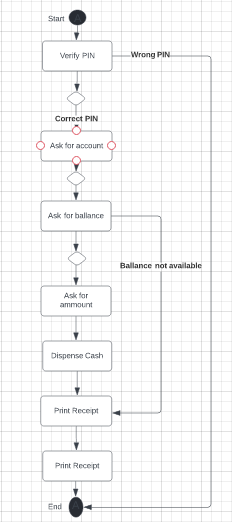 Start
Verify PIN
Wrong PIN
Correct PIN
Ask for account
Ask for ballance
Ballance not available
Ask for
ammount
Dispense Cash
Print Receipt
Print Receipt
End